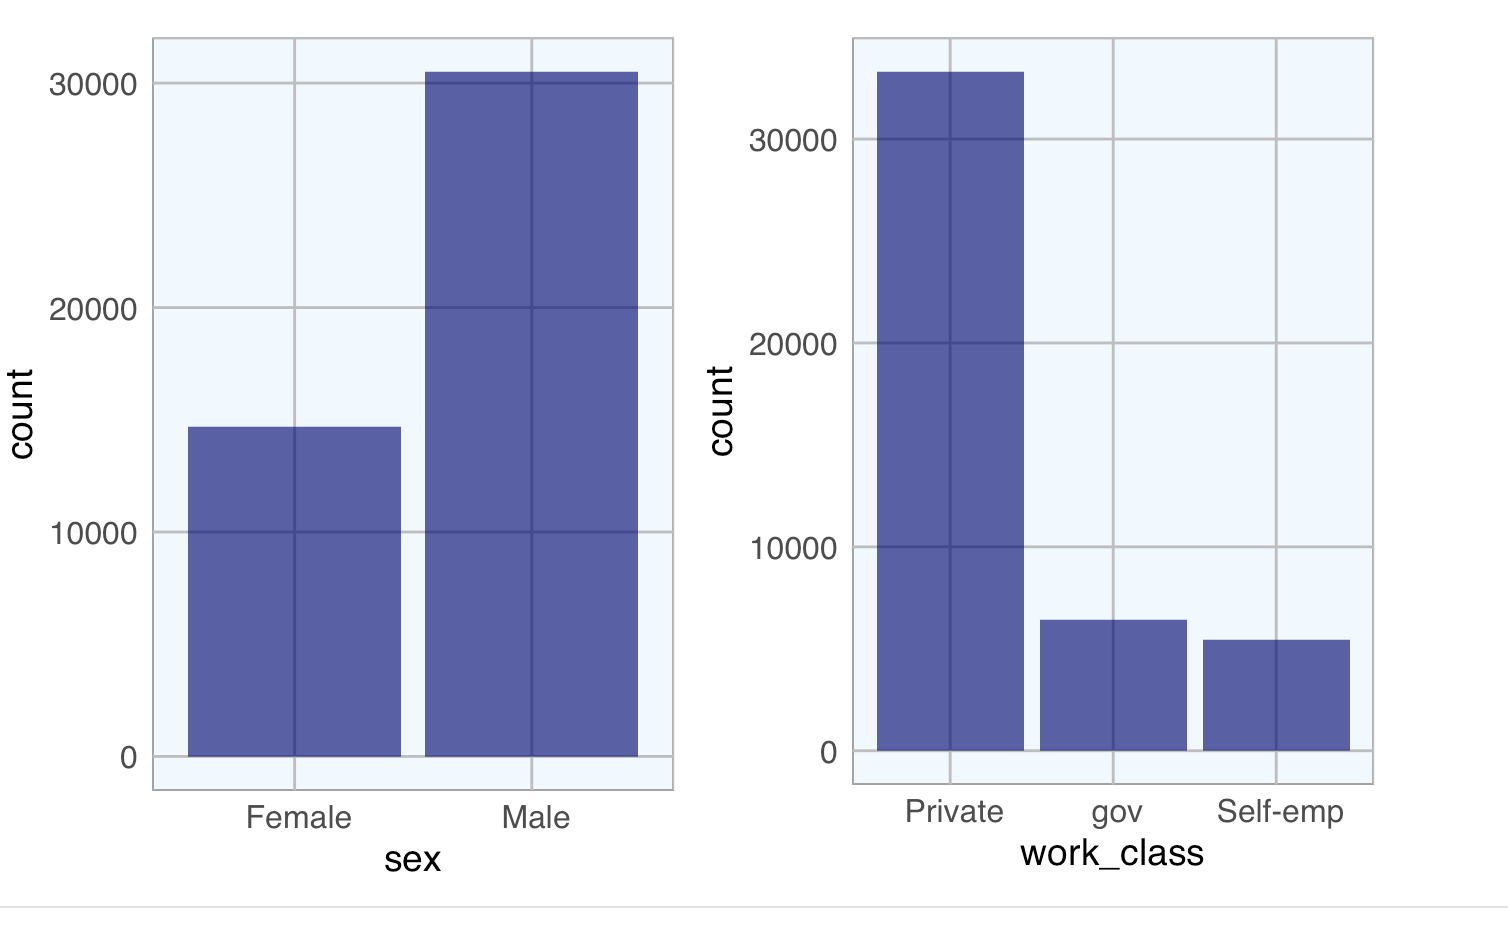 30000
20000
10000
0
count
Female Male
sex
30000
20000
10000
0
count
Private gov Self-emp
work_class